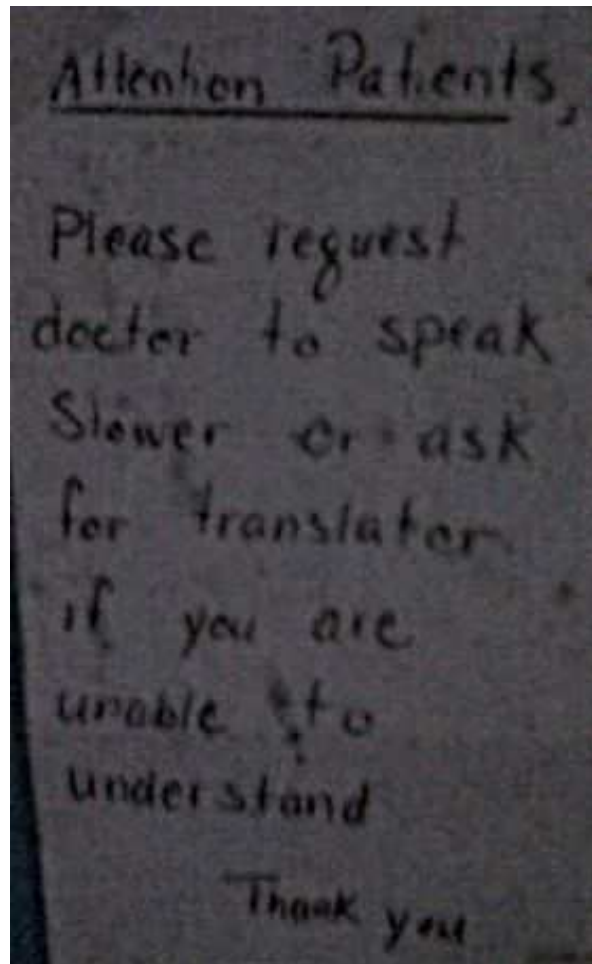 Attention Patients,
Please request
doctor to speak
Slower or ask
for translator
if you are
unable to
understand
Thank you